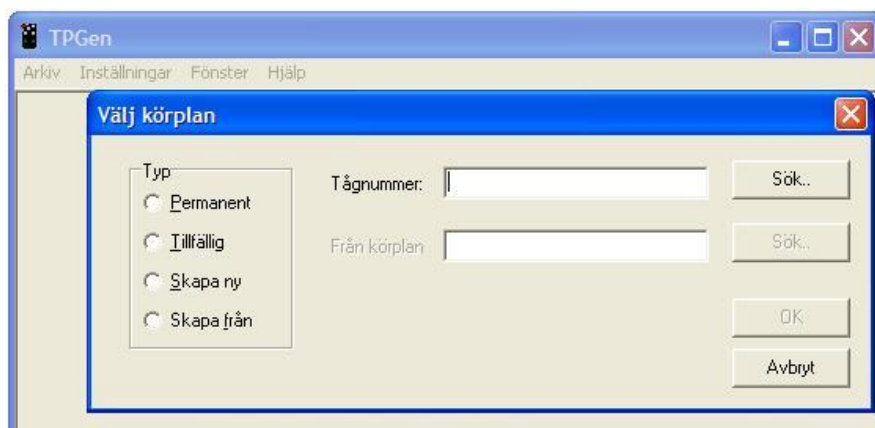 TPGen
Arkiv Inställningar Fönster Hjälp
Välj körplan
Typ
Permanent
Tillfällig
Skapa ny
Skapa från
Tågnummer:
Sök..
Från körplan
Sök..
OK
Avbryt